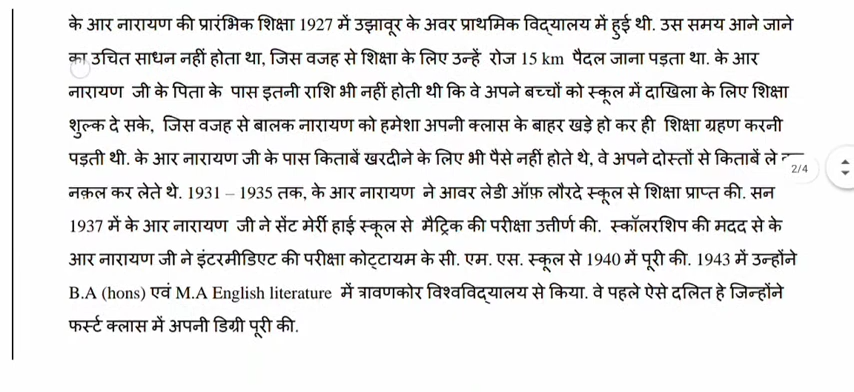 के आर नारायण की प्रारंभिक शिक्षा 1927 में उझावूर के अवर प्राथमिक विद्यालय में हुई थी. उस समय आने जाने
का उचित साधन नहीं होता था, जिस वजह से शिक्षा के लिए उन्हें रोज 15 km पैदल जाना पड़ता था. के आर
नारायण जी के पिता के पास इतनी राशि भी नहीं होती थी कि वे अपने बच्चों को स्कूल में दाखिला के लिए शिक्षा
शुल्क दे सके, जिस वजह से बालक नारायण को हमेशा अपनी क्लास के बाहर खड़े हो कर ही शिक्षा ग्रहण करनी
पड़ती थी. के आर नारायण जी के पास किताबें खरदीने के लिए भी पैसे नहीं होते थे, वे अपने दोस्तों से किताबें ले
2/4
नक़ल कर लेते थे. 1931 – 1935 तक, के आर नारायण ने आवर लेडी ऑफ़ लौरदे स्कूल से शिक्षा प्राप्त की. सन
1937 में के आर नारायण जी ने सेंट मेरी हाई स्कूल से मैट्रिक की परीक्षा उत्तीर्ण की. स्कॉलरशिप की मदद से के
आर नारायण जी ने इंटरमीडिएट की परीक्षा कोट्टायम के सी. एम. एस. स्कूल से 1940 में पूरी की. 1943 में उन्होंने
B.A (hons) एवं M.A English literature में त्रावणकोर विश्वविद्यालय से किया. वे पहले ऐसे दलित हे जिन्होंने
फर्स्ट क्लास में अपनी डिग्री पूरी की.